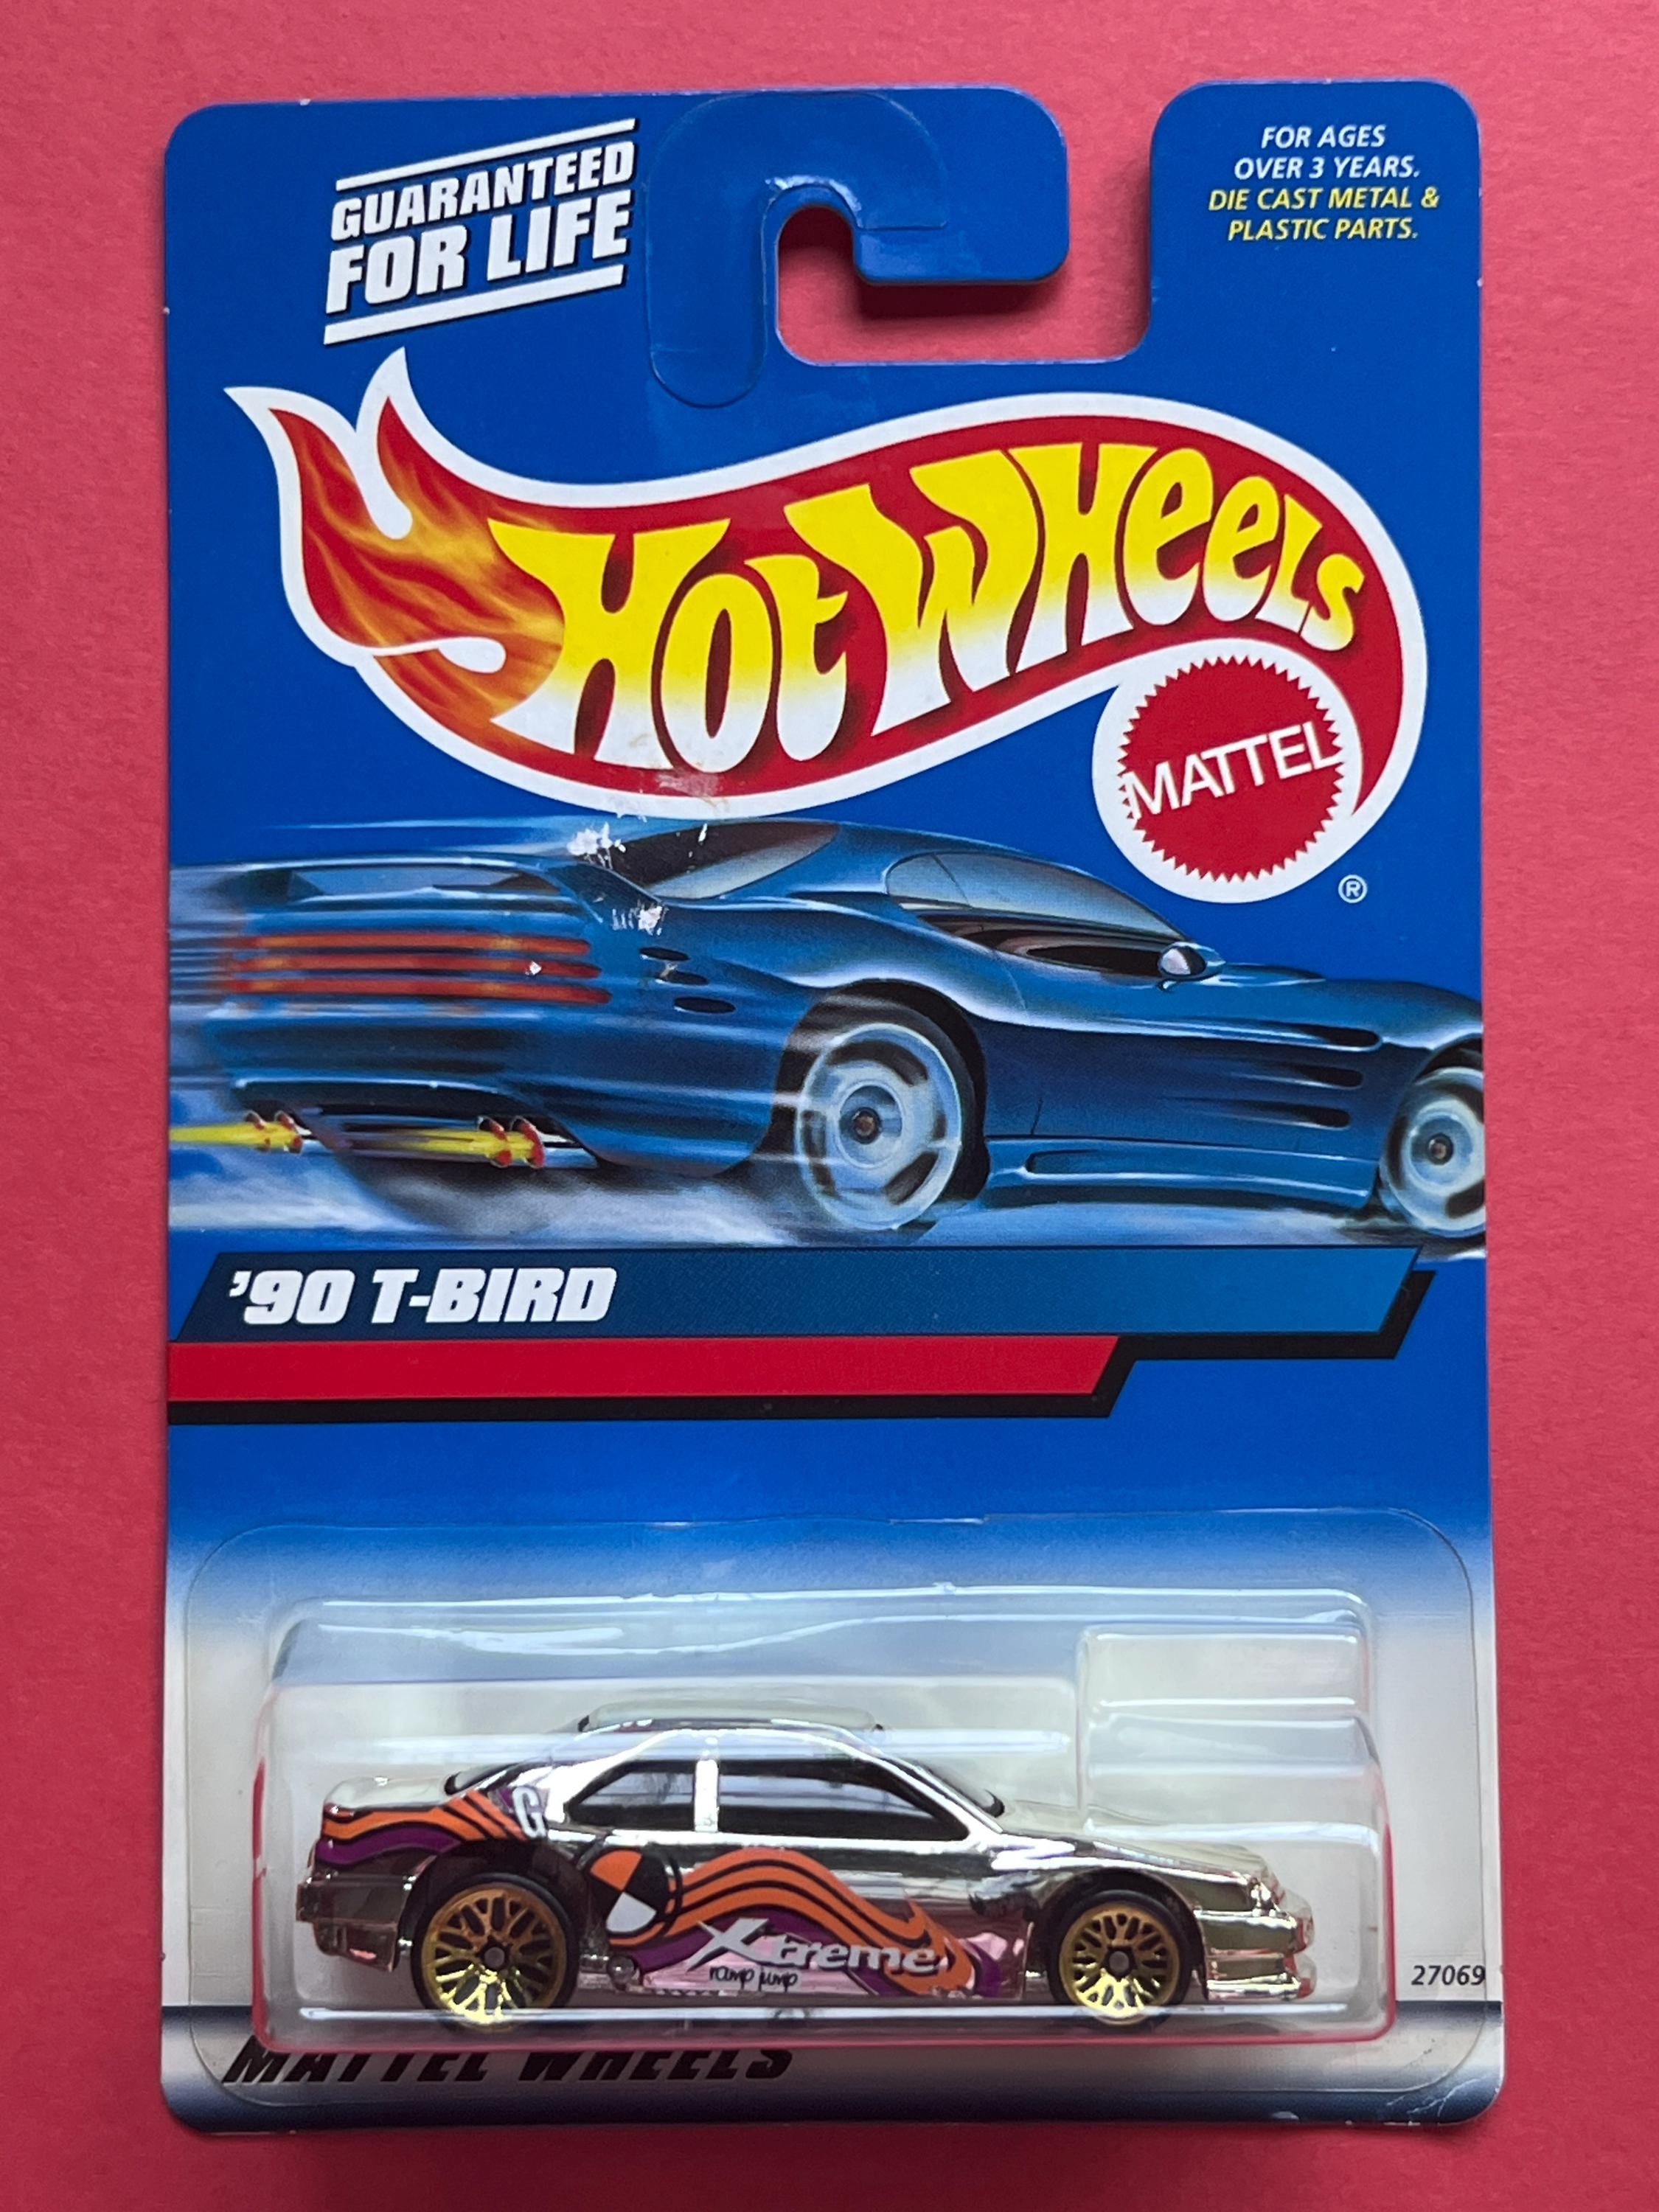 GUARANTEED
FOR LIFE
FOR AGES
OVER 3 YEARS.
DIE CAST METAL &
PLASTIC PARTS.
HOT WHEELS
MATTEL
®
'90 T-BIRD
G
Xtreme
ramp jump
27069
MATTEL WHEELS